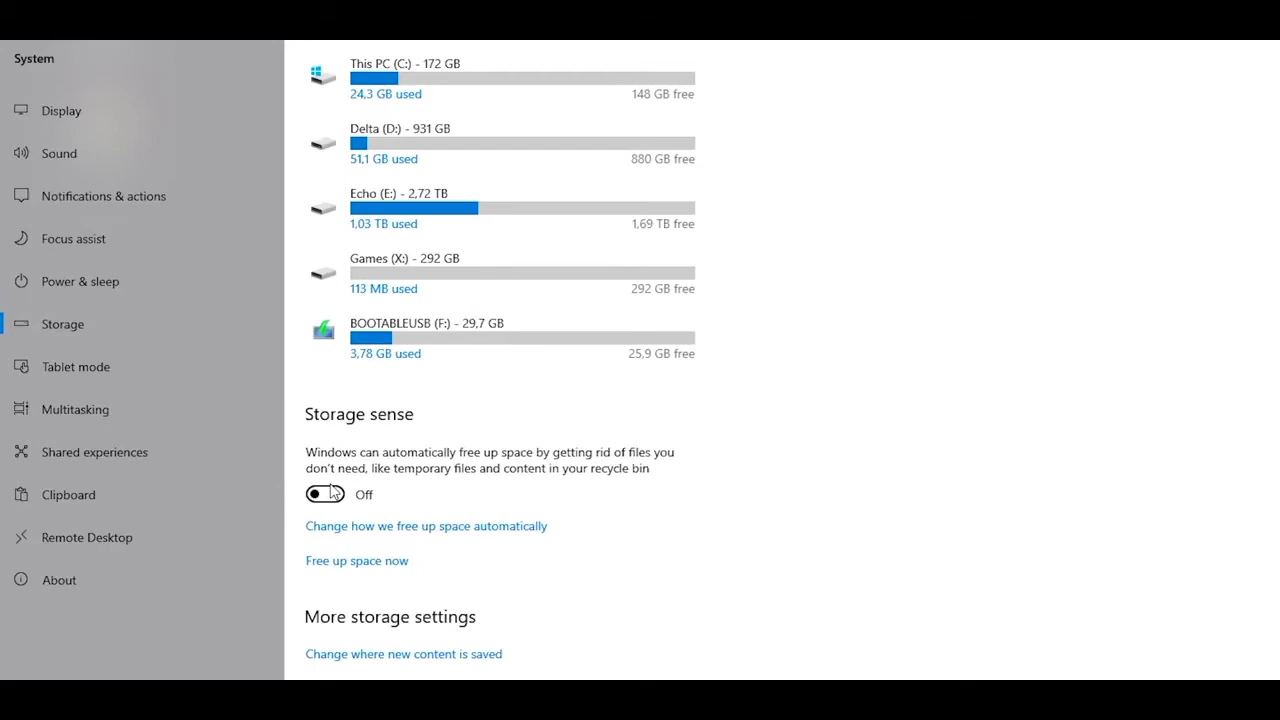 System
Display
Sound
Notifications & actions
Focus assist
Power & sleep
Storage
Tablet mode
Multitasking
Shared experiences
Clipboard
Remote Desktop
About
This PC (C:) - 172 GB
24,3 GB used 148 GB free
Delta (D:) - 931 GB
51,1 GB used 880 GB free
Echo (E:) - 2,72 TB
1,03 TB used 1,69 TB free
Games (X:) - 292 GB
113 MB used 292 GB free
BOOTABLEUSB (F:) - 29,7 GB
3,78 GB used 25,9 GB free
Storage sense
Windows can automatically free up space by getting rid of files you
don't need, like temporary files and content in your recycle bin
Off
Change how we free up space automatically
Free up space now
More storage settings
Change where new content is saved